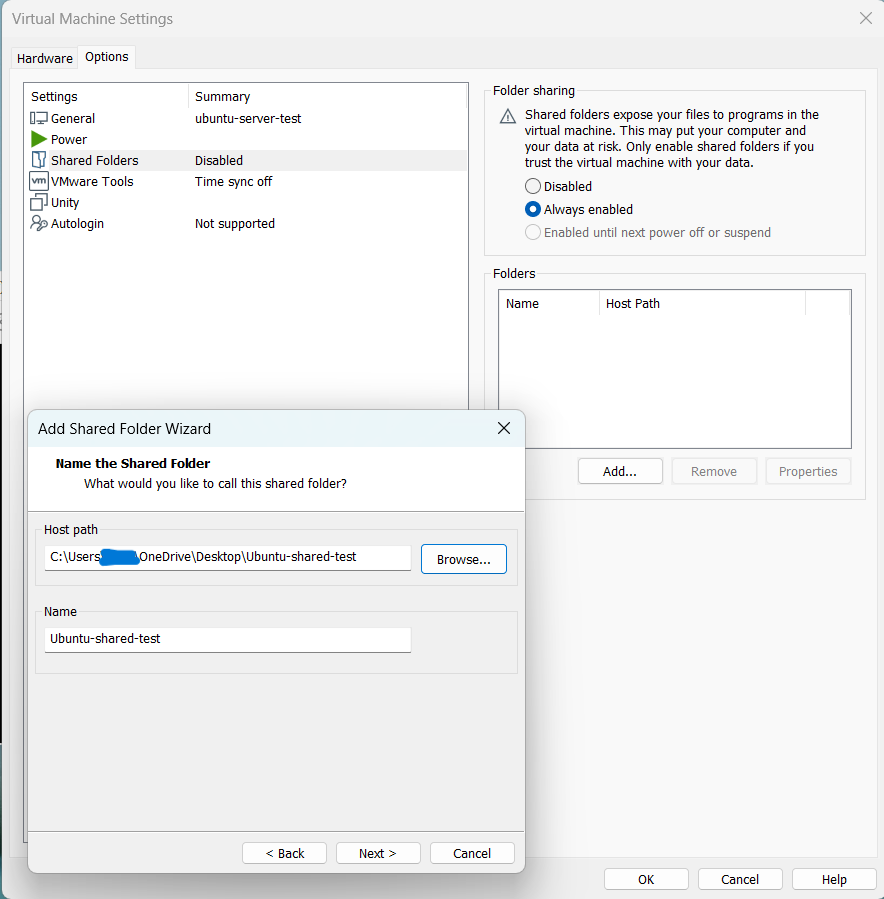 Virtual Machine Settings
Hardware
Options
Settings Summary
General ubuntu-server-test
Power
Shared Folders Disabled
VMware Tools Time sync off
Unity
Autologin Not supported
Folder sharing
Shared folders expose your files to programs in the
virtual machine. This may put your computer and
your data at risk. Only enable shared folders if you
trust the virtual machine with your data.
Disabled
Always enabled
Enabled until next power off or suspend
Folders
Name Host Path
Add...
Remove
Properties
Add Shared Folder Wizard
Name the Shared Folder
What would you like to call this shared folder?
Host path
C:\Users OneDrive\Desktop\Ubuntu-shared-test
Browse...
Name
Ubuntu-shared-test
< Back
Next >
Cancel
OK
Cancel
Help